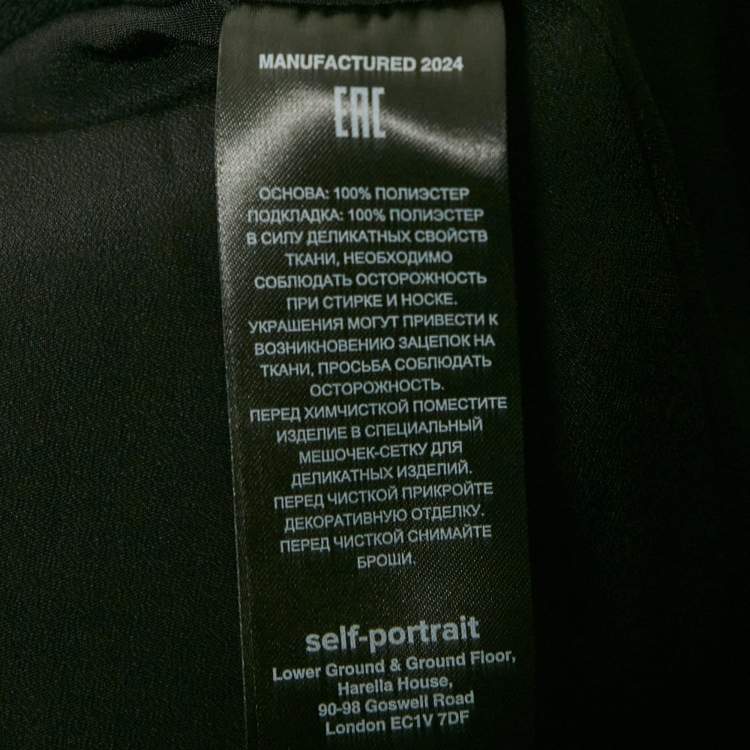 MANUFACTURED 2024
EAC
ОСНОВА: 100% ПОЛИЭСТЕР
ПОДКЛАДКА: 100% ПОЛИЭСТЕР
В СИЛУ ДЕЛИКАТНЫХ СВОЙСТВ
ТКАНИ, НЕОБХОДИМО
СОБЛЮДАТЬ ОСТОРОЖНОСТЬ
ПРИ СТИРКЕ И НОСКЕ.
УКРАШЕНИЯ МОГУТ ПРИВЕСТИ К
ВОЗНИКНОВЕНИЮ ЗАЦЕПОК НА
ТКАНИ, ПРОСЬБА СОБЛЮДАТЬ
ОСТОРОЖНОСТЬ.
ПЕРЕД ХИМЧИСТКОЙ ПОМЕСТИТЕ
ИЗДЕЛИЕ В СПЕЦИАЛЬНЫЙ
МЕШОЧЕК-СЕТКУ ДЛЯ
ДЕЛИКАТНЫХ ИЗДЕЛИЙ.
ПЕРЕД ЧИСТКОЙ ПРИКРОЙТЕ
ДЕКОРАТИВНУЮ ОТДЕЛКУ.
ПЕРЕД ЧИСТКОЙ СНИМАЙТЕ
БРОШИ.
self-portrait
Lower Ground & Ground Floor,
Harella House,
90-98 Goswell Road
London EC1V 7DF